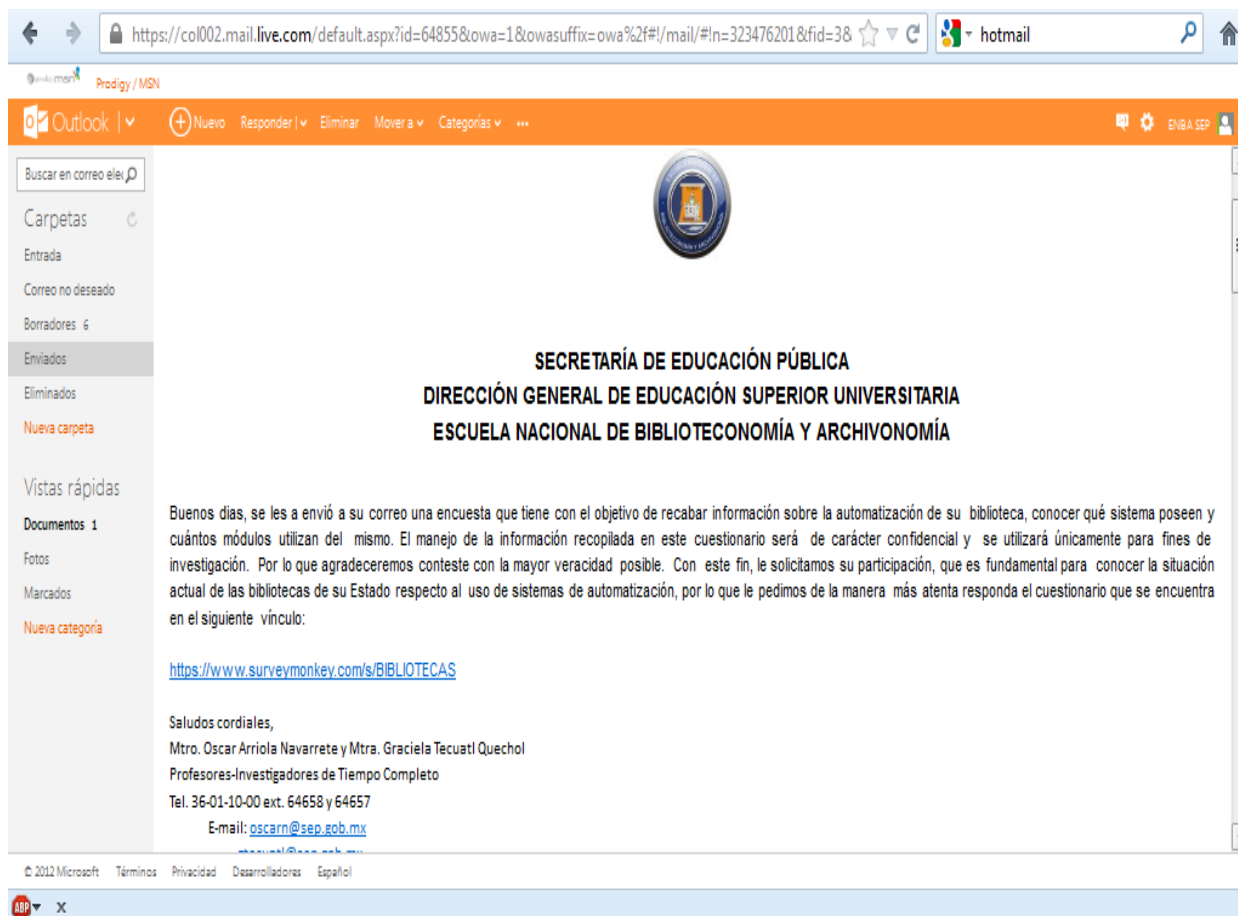 https://col002.mail.live.com/default.aspx?id=64855&owa=1&owasuffix=owa%2f#!/mail/#!n=323476201&fid=3&
hotmail
msn
Prodigy / MSN
Outlook
Nuevo Responder Eliminar Mover a Categorías ...
ENBA SEP
Buscar en correo elec
Carpetas
Entrada
Correo no deseado
Borradores 6
Enviados
Eliminados
Nueva carpeta
Vistas rápidas
Documentos 1
Fotos
Marcados
Nueva categoría
SECRETARÍA DE EDUCACIÓN PÚBLICA
DIRECCIÓN GENERAL DE EDUCACIÓN SUPERIOR UNIVERSITARIA
ESCUELA NACIONAL DE BIBLIOTECONOMÍA Y ARCHIVONOMÍA
Buenos dias, se les a envió a su correo una encuesta que tiene con el objetivo de recabar información sobre la automatización de su biblioteca, conocer qué sistema poseen y
cuántos módulos utilizan del mismo. El manejo de la información recopilada en este cuestionario será de carácter confidencial y se utilizará únicamente para fines de
investigación. Por lo que agradeceremos conteste con la mayor veracidad posible. Con este fin, le solicitamos su participación, que es fundamental para conocer la situación
actual de las bibliotecas de su Estado respecto al uso de sistemas de automatización, por lo que le pedimos de la manera más atenta responda el cuestionario que se encuentra
en el siguiente vínculo:
https://www.surveymonkey.com/s/BIBLIOTECAS
Saludos cordiales,
Mtro. Oscar Arriola Navarrete y Mtra. Graciela Tecuatl Quechol
Profesores-Investigadores de Tiempo Completo
Tel. 36-01-10-00 ext. 64658 y 64657
E-mail: oscarn@sep.gob.mx
© 2012 Microsoft Términos Privacidad Desarrolladores Español
ABP X